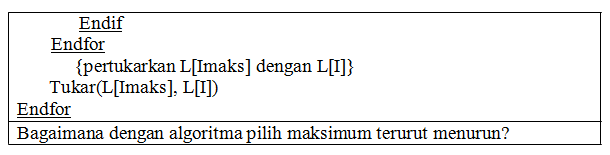 Endif
Endfor
{pertukarkan L[Imaks] dengan L[I]}
Tukar(L[Imaks], L[I])
Endfor
Bagaimana dengan algoritma pilih maksimum terurut menurun?